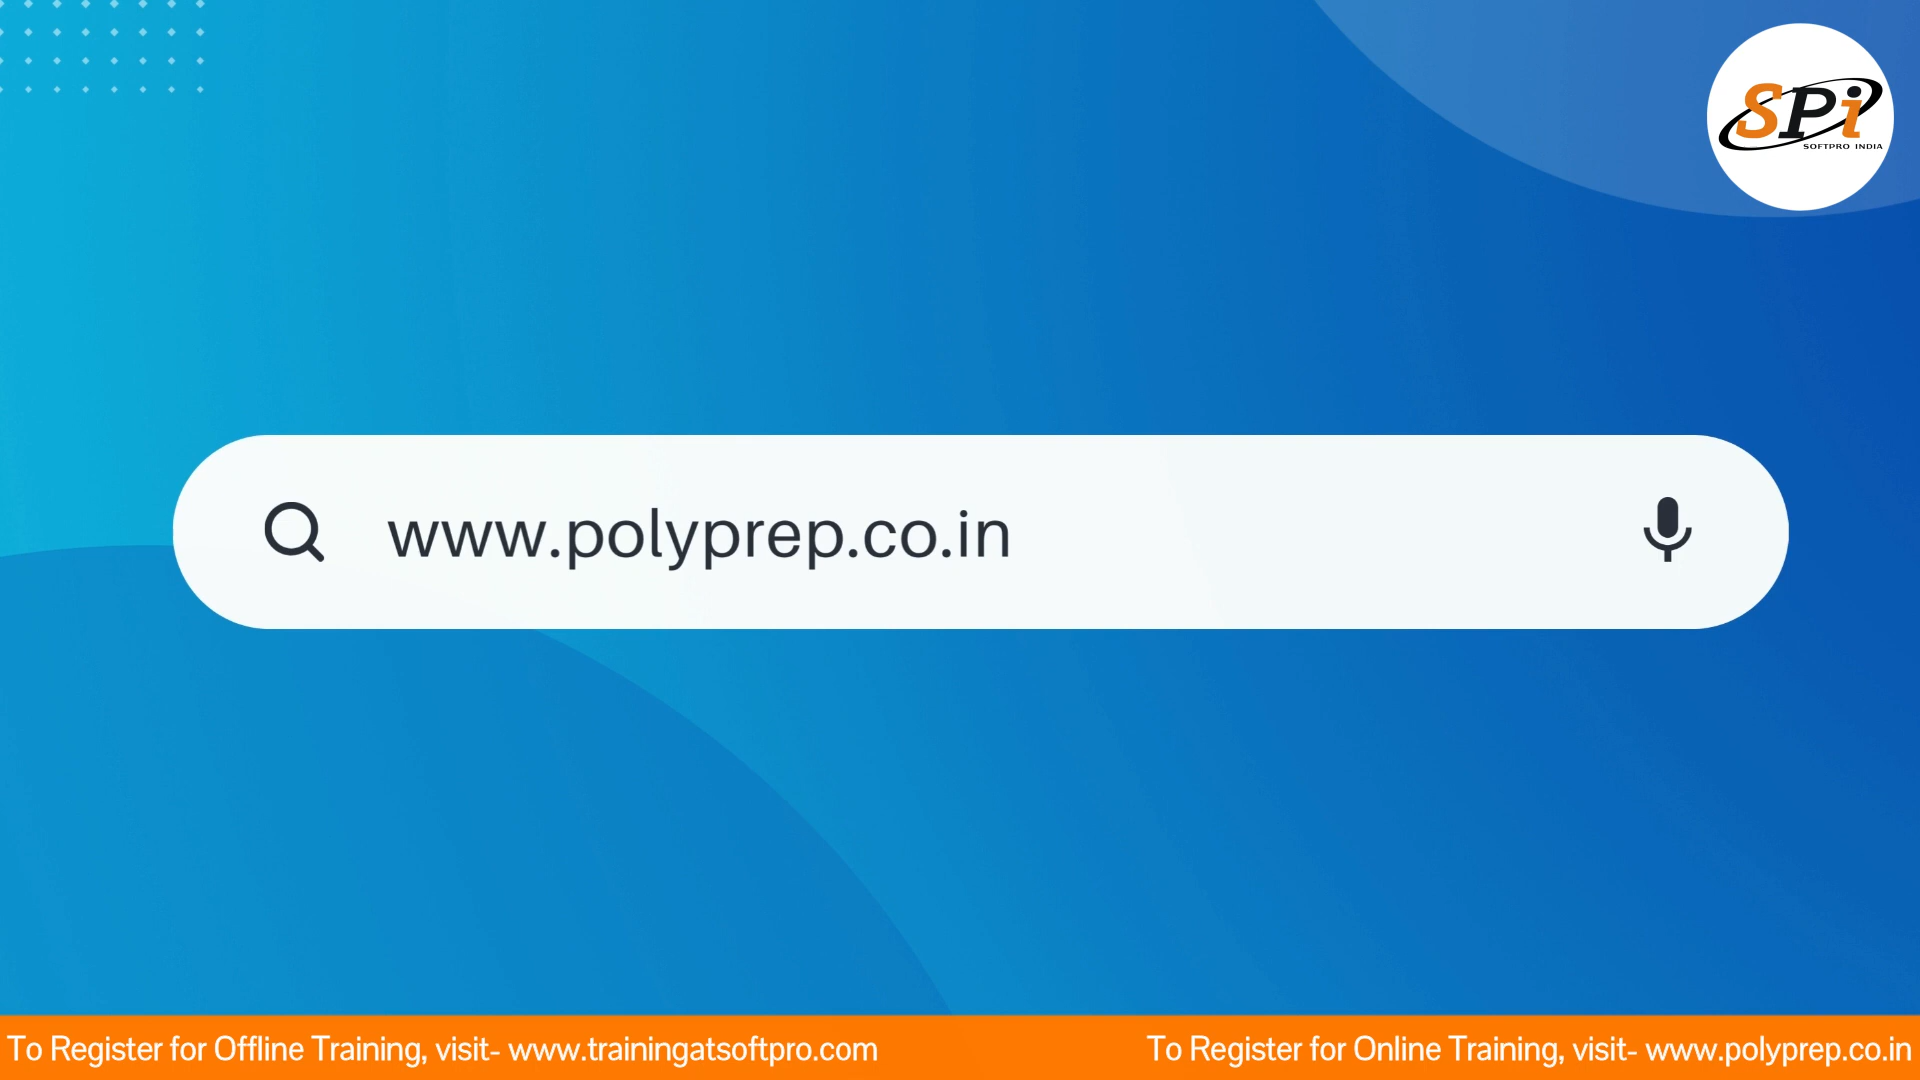 SPi
SOFTPRO INDIA
www.polyprep.co.in
To Register for Offline Training, visit- www.trainingatsoftpro.com
To Register for Online Training, visit- www.polyprep.co.in